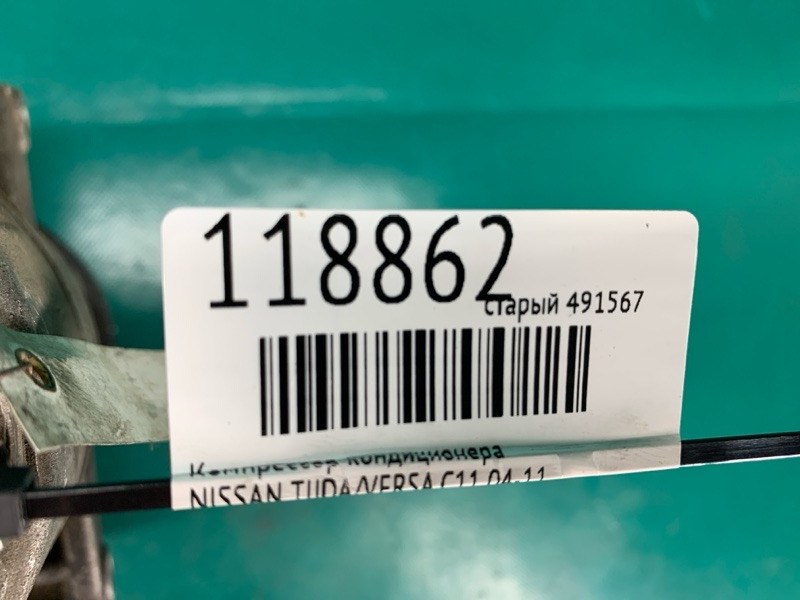 118862
старый 491567
Компрессор кондиционера
NISSAN TIIDA/VERSA C11 04-11